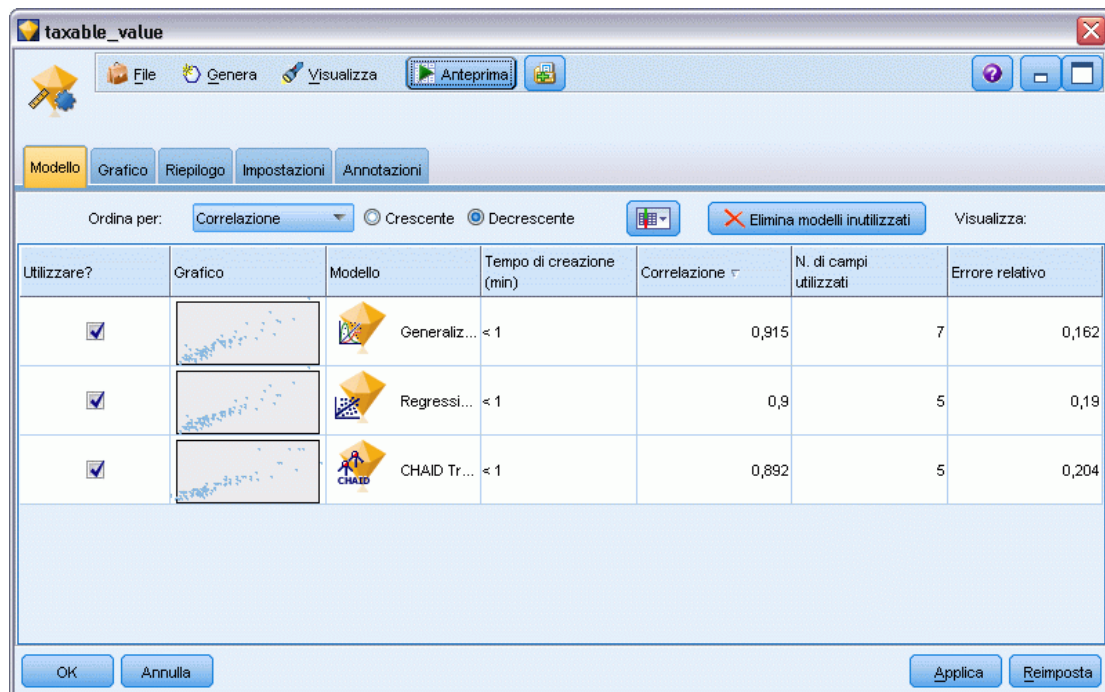 taxable_value
File Genera Visualizza Anteprima
Modello Grafico Riepilogo Impostazioni Annotazioni
Ordina per: Correlazione Crescente Decrescente Elimina modelli inutilizzati Visualizza:
Utilizzare? Grafico Modello Tempo di creazione (min) Correlazione N. di campi utilizzati Errore relativo
Generaliz... < 1 0,915 7 0,162
Regressi... < 1 0,9 5 0,19
CHAID CHAID Tr... < 1 0,892 5 0,204
OK Annulla Applica Reimposta